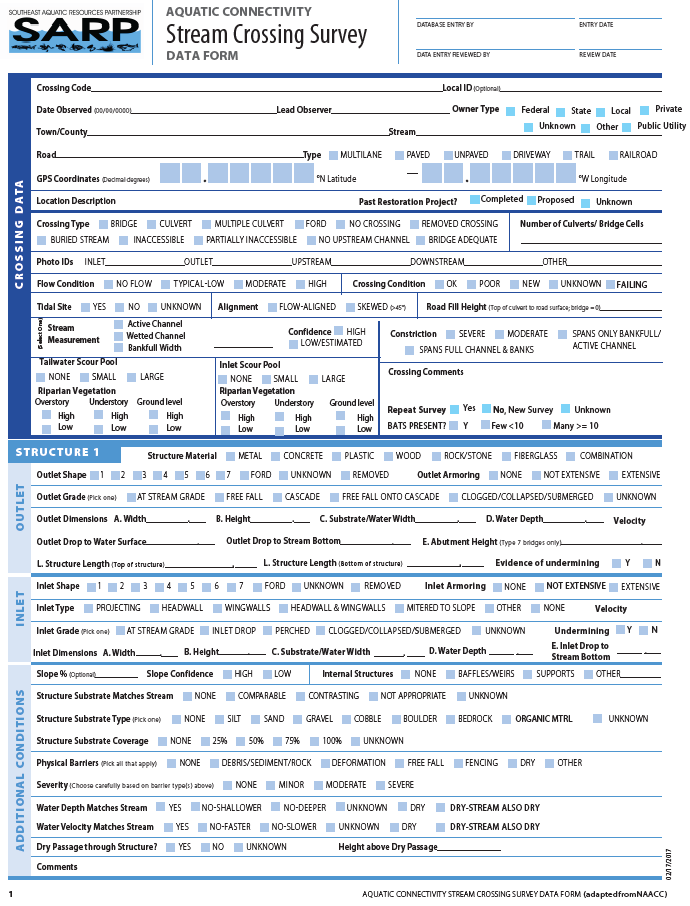 SOUTHEAST AQUATIC RESOURCES PARTNERSHIP
SARP
AQUATIC CONNECTIVITY
Stream Crossing Survey
DATA FORM
DATABASE ENTRY BY ENTRY DATE
DATA ENTRY REVIEWED BY REVIEW DATE
CROSSING DATA
Crossing Code Local ID (Optional)
Date Observed (00/00/0000) Lead Observer Owner Type Federal State Local Private
Town/County Stream Unknown Other Public Utility
Road Type MULTILANE PAVED UNPAVED DRIVEWAY TRAIL RAILROAD
GPS Coordinates (Decimal degrees) . °N Latitude — . °W Longitude
Location Description Past Restoration Project? Completed Proposed Unknown
Crossing Type BRIDGE CULVERT MULTIPLE CULVERT FORD NO CROSSING REMOVED CROSSING Number of Culverts/ Bridge Cells
BURIED STREAM INACCESSIBLE PARTIALLY INACCESSIBLE NO UPSTREAM CHANNEL BRIDGE ADEQUATE
Photo IDs INLET OUTLET UPSTREAM DOWNSTREAM OTHER
Flow Condition NO FLOW TYPICAL-LOW MODERATE HIGH Crossing Condition OK POOR NEW UNKNOWN FAILING
Tidal Site YES NO UNKNOWN Alignment FLOW-ALIGNED SKEWED (>45°) Road Fill Height (Top of culvert to road surface; bridge = 0)
(Select One) Stream Measurement Active Channel Wetted Channel Bankfull Width Confidence HIGH LOW/ESTIMATED
Constriction SEVERE MODERATE SPANS ONLY BANKFULL/ ACTIVE CHANNEL
SPANS FULL CHANNEL & BANKS
Tailwater Scour Pool
NONE SMALL LARGE
Riparian Vegetation
Overstory Understory Ground level
High High High
Low Low Low
Inlet Scour Pool
NONE SMALL LARGE
Riparian Vegetation
Overstory Understory Ground level
High High High
Low Low Low
Crossing Comments
Repeat Survey Yes No, New Survey Unknown
BATS PRESENT? Y Few <10 Many >= 10
STRUCTURE 1 Structure Material METAL CONCRETE PLASTIC WOOD ROCK/STONE FIBERGLASS COMBINATION
OUTLET
Outlet Shape 1 2 3 4 5 6 7 FORD UNKNOWN REMOVED Outlet Armoring NONE NOT EXTENSIVE EXTENSIVE
Outlet Grade (Pick one) AT STREAM GRADE FREE FALL CASCADE FREE FALL ONTO CASCADE CLOGGED/COLLAPSED/SUBMERGED UNKNOWN
Outlet Dimensions A. Width . B. Height . C. Substrate/Water Width . D. Water Depth . Velocity
Outlet Drop to Water Surface . Outlet Drop to Stream Bottom . E. Abutment Height (Type 7 bridges only) .
L. Structure Length (Top of structure) . L. Structure Length (Bottom of structure) . Evidence of undermining Y N
INLET
Inlet Shape 1 2 3 4 5 6 7 FORD UNKNOWN REMOVED Inlet Armoring NONE NOT EXTENSIVE EXTENSIVE
Inlet Type PROJECTING HEADWALL WINGWALLS HEADWALL & WINGWALLS MITERED TO SLOPE OTHER NONE Velocity
Inlet Grade (Pick one) AT STREAM GRADE INLET DROP PERCHED CLOGGED/COLLAPSED/SUBMERGED UNKNOWN Undermining Y N
Inlet Dimensions A. Width . B. Height . C. Substrate/Water Width . D. Water Depth . E. Inlet Drop to Stream Bottom .
ADDITIONAL CONDITIONS
Slope % (Optional) Slope Confidence HIGH LOW Internal Structures NONE BAFFLES/WEIRS SUPPORTS OTHER
Structure Substrate Matches Stream NONE COMPARABLE CONTRASTING NOT APPROPRIATE UNKNOWN
Structure Substrate Type (Pick one) NONE SILT SAND GRAVEL COBBLE BOULDER BEDROCK ORGANIC MTRL UNKNOWN
Structure Substrate Coverage NONE 25% 50% 75% 100% UNKNOWN
Physical Barriers (Pick all that apply) NONE DEBRIS/SEDIMENT/ROCK DEFORMATION FREE FALL FENCING DRY OTHER
Severity (Choose carefully based on barrier type(s) above) NONE MINOR MODERATE SEVERE
Water Depth Matches Stream YES NO-SHALLOWER NO-DEEPER UNKNOWN DRY DRY-STREAM ALSO DRY
Water Velocity Matches Stream YES NO-FASTER NO-SLOWER UNKNOWN DRY DRY-STREAM ALSO DRY
Dry Passage through Structure? YES NO UNKNOWN Height above Dry Passage
Comments
02/17/2017
1 AQUATIC CONNECTIVITY STREAM CROSSING SURVEY DATA FORM (adaptedfromNAACC)